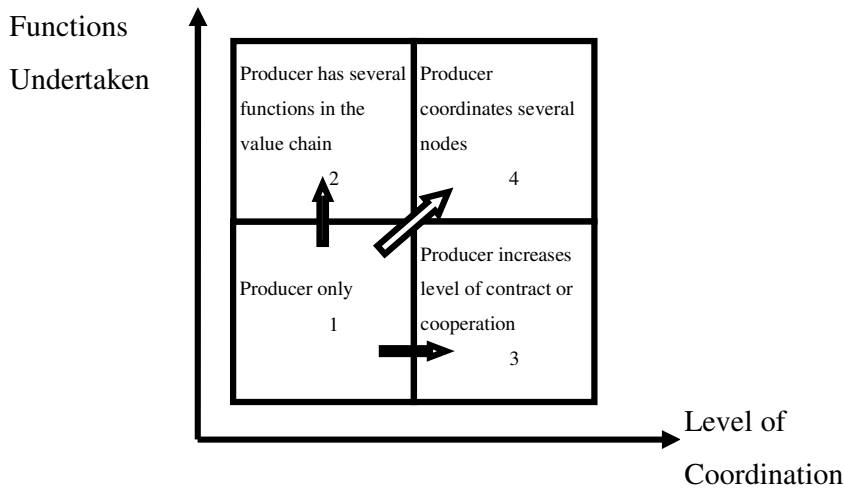 Functions
Undertaken
Producer has several
functions in the
value chain
2
Producer
coordinates several
nodes
4
Producer only
1
Producer increases
level of contract or
cooperation
3
Level of
Coordination